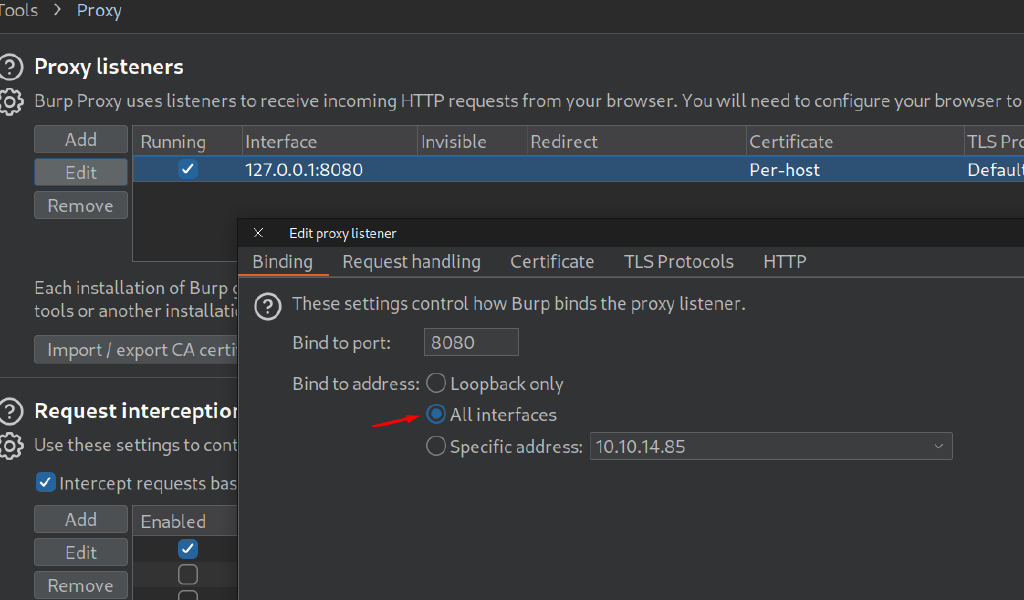 Tools > Proxy
Proxy listeners
Burp Proxy uses listeners to receive incoming HTTP requests from your browser. You will need to configure your browser to
Add
Running Interface Invisible Redirect Certificate TLS Pro
Edit
127.0.0.1:8080 Per-host Default
Remove
Edit proxy listener
Binding Request handling Certificate TLS Protocols HTTP
Each installation of Burp g
tools or another installati
These settings control how Burp binds the proxy listener.
Import / export CA certi
Bind to port: 8080
Bind to address: Loopback only
All interfaces
Specific address: 10.10.14.85
Request interception
Use these settings to cont
Intercept requests bas
Add
Enabled
Edit
Remove